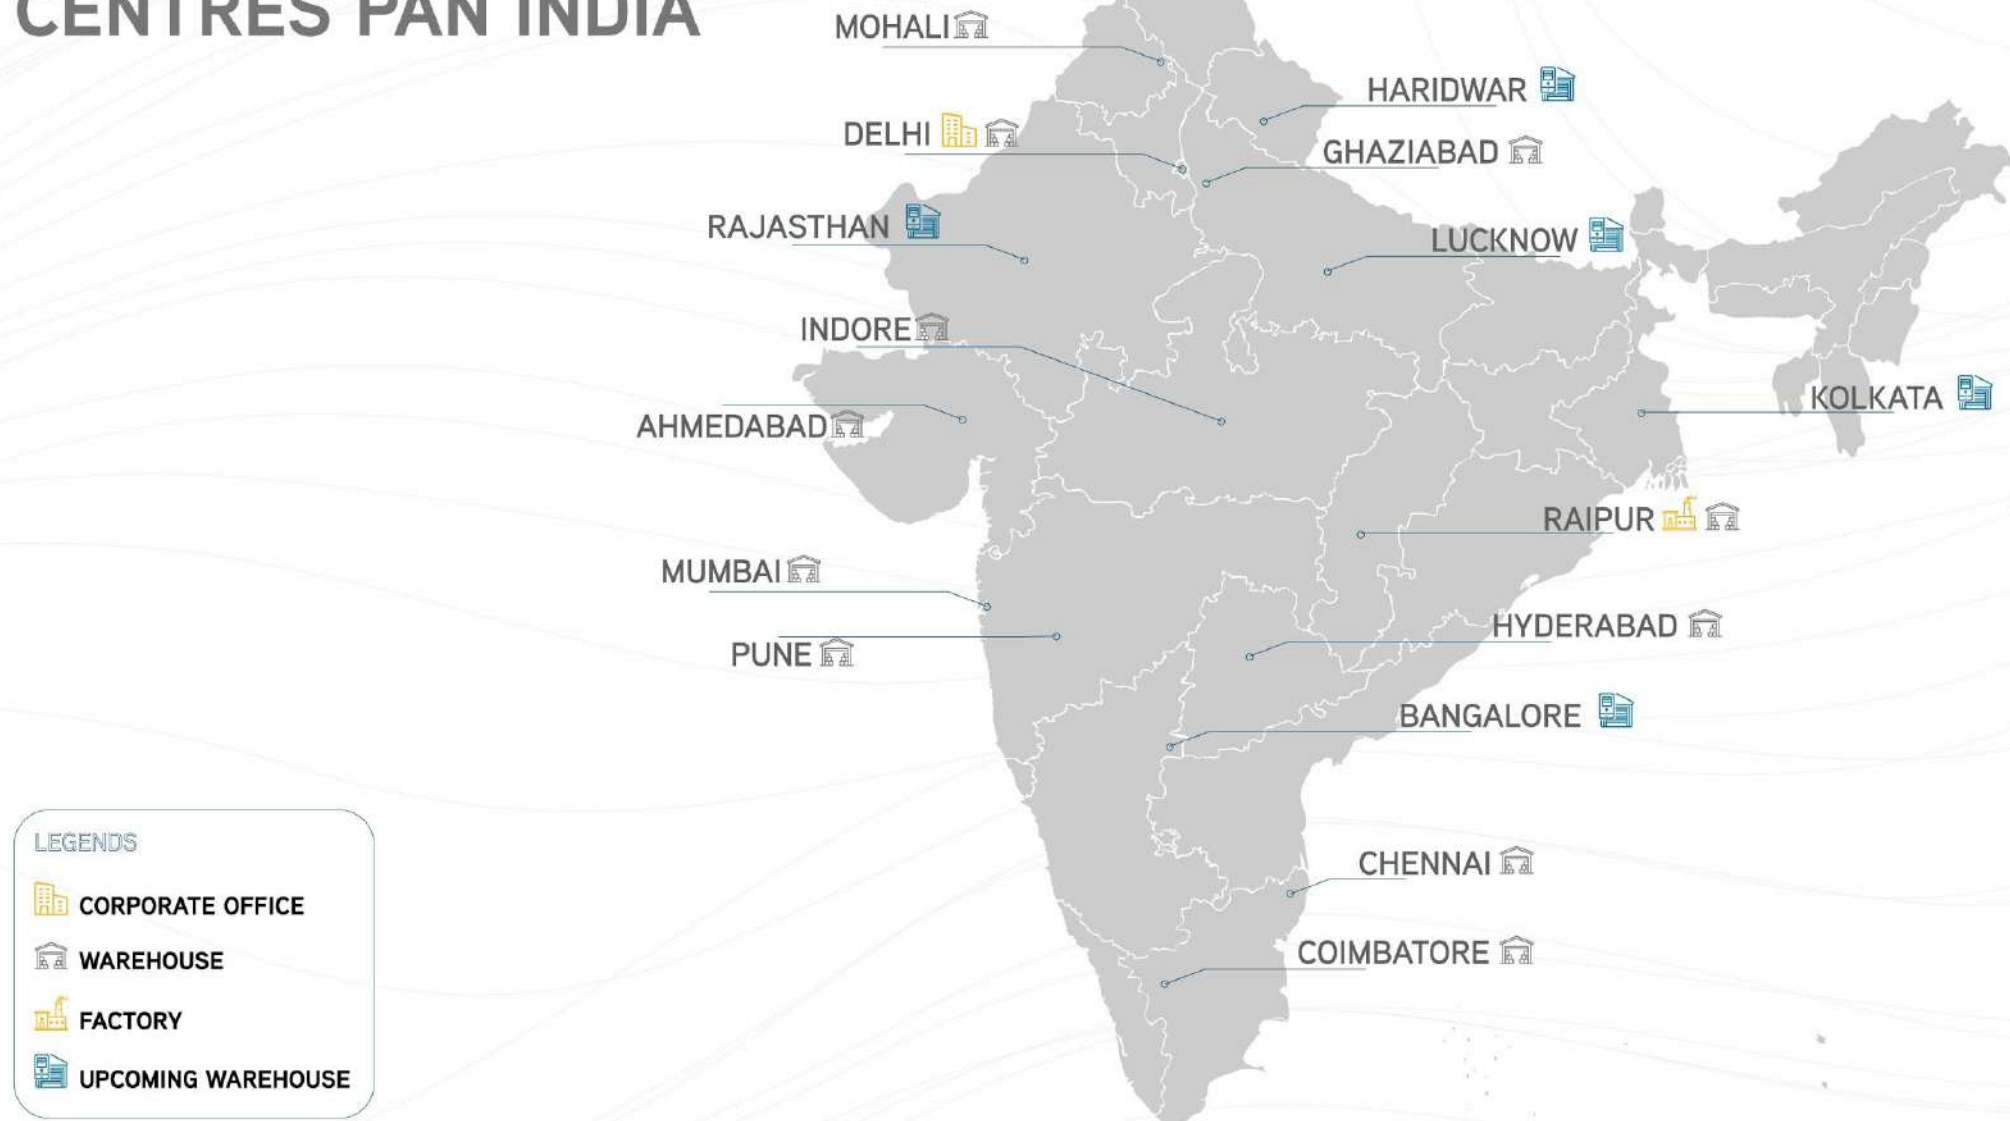 CENTRES PAN INDIA
MOHALI
HARIDWAR
DELHI
GHAZIABAD
RAJASTHAN
LUCKNOW
INDORE
KOLKATA
AHMEDABAD
RAIPUR
MUMBAI
HYDERABAD
PUNE
BANGALORE
CHENNAI
COIMBATORE
LEGENDS
CORPORATE OFFICE
WAREHOUSE
FACTORY
UPCOMING WAREHOUSE